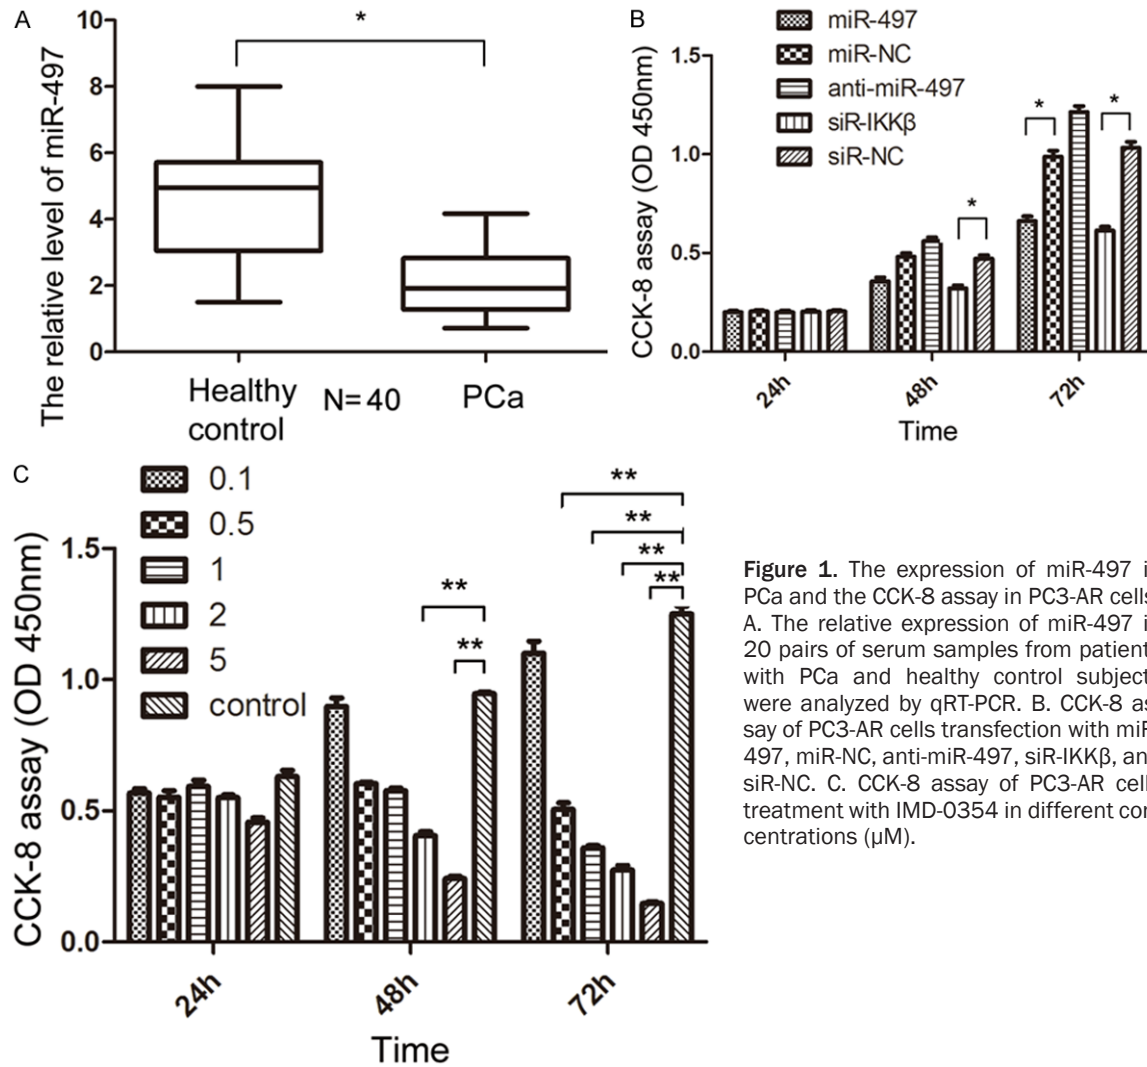 A
The relative level of miR-497
10
8
6
4
2
0
*
Healthy
control
N=40
PCa
B
CCK-8 assay (OD 450nm)
1.5
1.0
0.5
0.0
miR-497
miR-NC
anti-miR-497
siR-IKKβ
siR-NC
*
*
*
24h
48h
72h
Time
C
CCK-8 assay (OD 450nm)
1.5
1.0
0.5
0.0
0.1
0.5
1
2
5
control
**
**
**
**
**
**
24h
48h
72h
Time
Figure 1. The expression of miR-497 i
PCa and the CCK-8 assay in PC3-AR cells
A. The relative expression of miR-497 i
20 pairs of serum samples from patient
with PCa and healthy control subject
were analyzed by qRT-PCR. B. CCK-8 as
say of PC3-AR cells transfection with miR
497, miR-NC, anti-miR-497, siR-IKKβ, an
siR-NC. C. CCK-8 assay of PC3-AR cell
treatment with IMD-0354 in different con
centrations (µM).